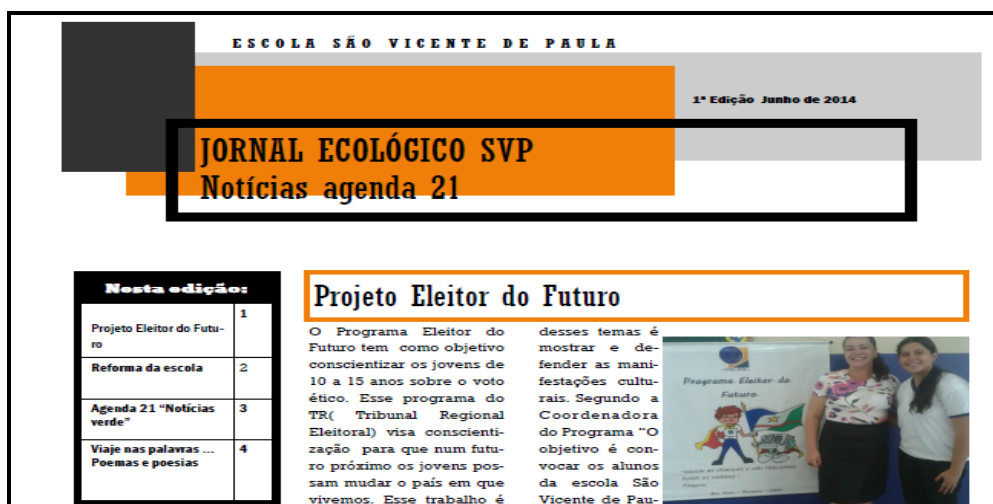 ESCOLA SÃO VICENTE DE PAULA
1ª Edição Junho de 2014
JORNAL ECOLÓGICO SVP
Notícias agenda 21
Nesta edição:
Projeto Eleitor do Futu-
ro
1
Reforma da escola
2
Agenda 21 “Notícias
verde”
3
Viaje nas palavras ...
Poemas e poesias
4
Projeto Eleitor do Futuro
O Programa Eleitor do
Futuro tem como objetivo
conscientizar os jovens de
10 a 15 anos sobre o voto
ético. Esse programa do
TR( Tribunal Regional
Eleitoral) visa conscienti-
zação para que num futu-
ro próximo os jovens pos-
sam mudar o país em que
vivemos. Esse trabalho é
desses temas é
mostrar e de-
fender as mani-
festações cultu-
rais. Segundo a
Coordenadora
do Programa “O
objetivo é con-
vocar os alunos
da escola São
Vicente de Pau-
Programa Eleitor do
Futuro.